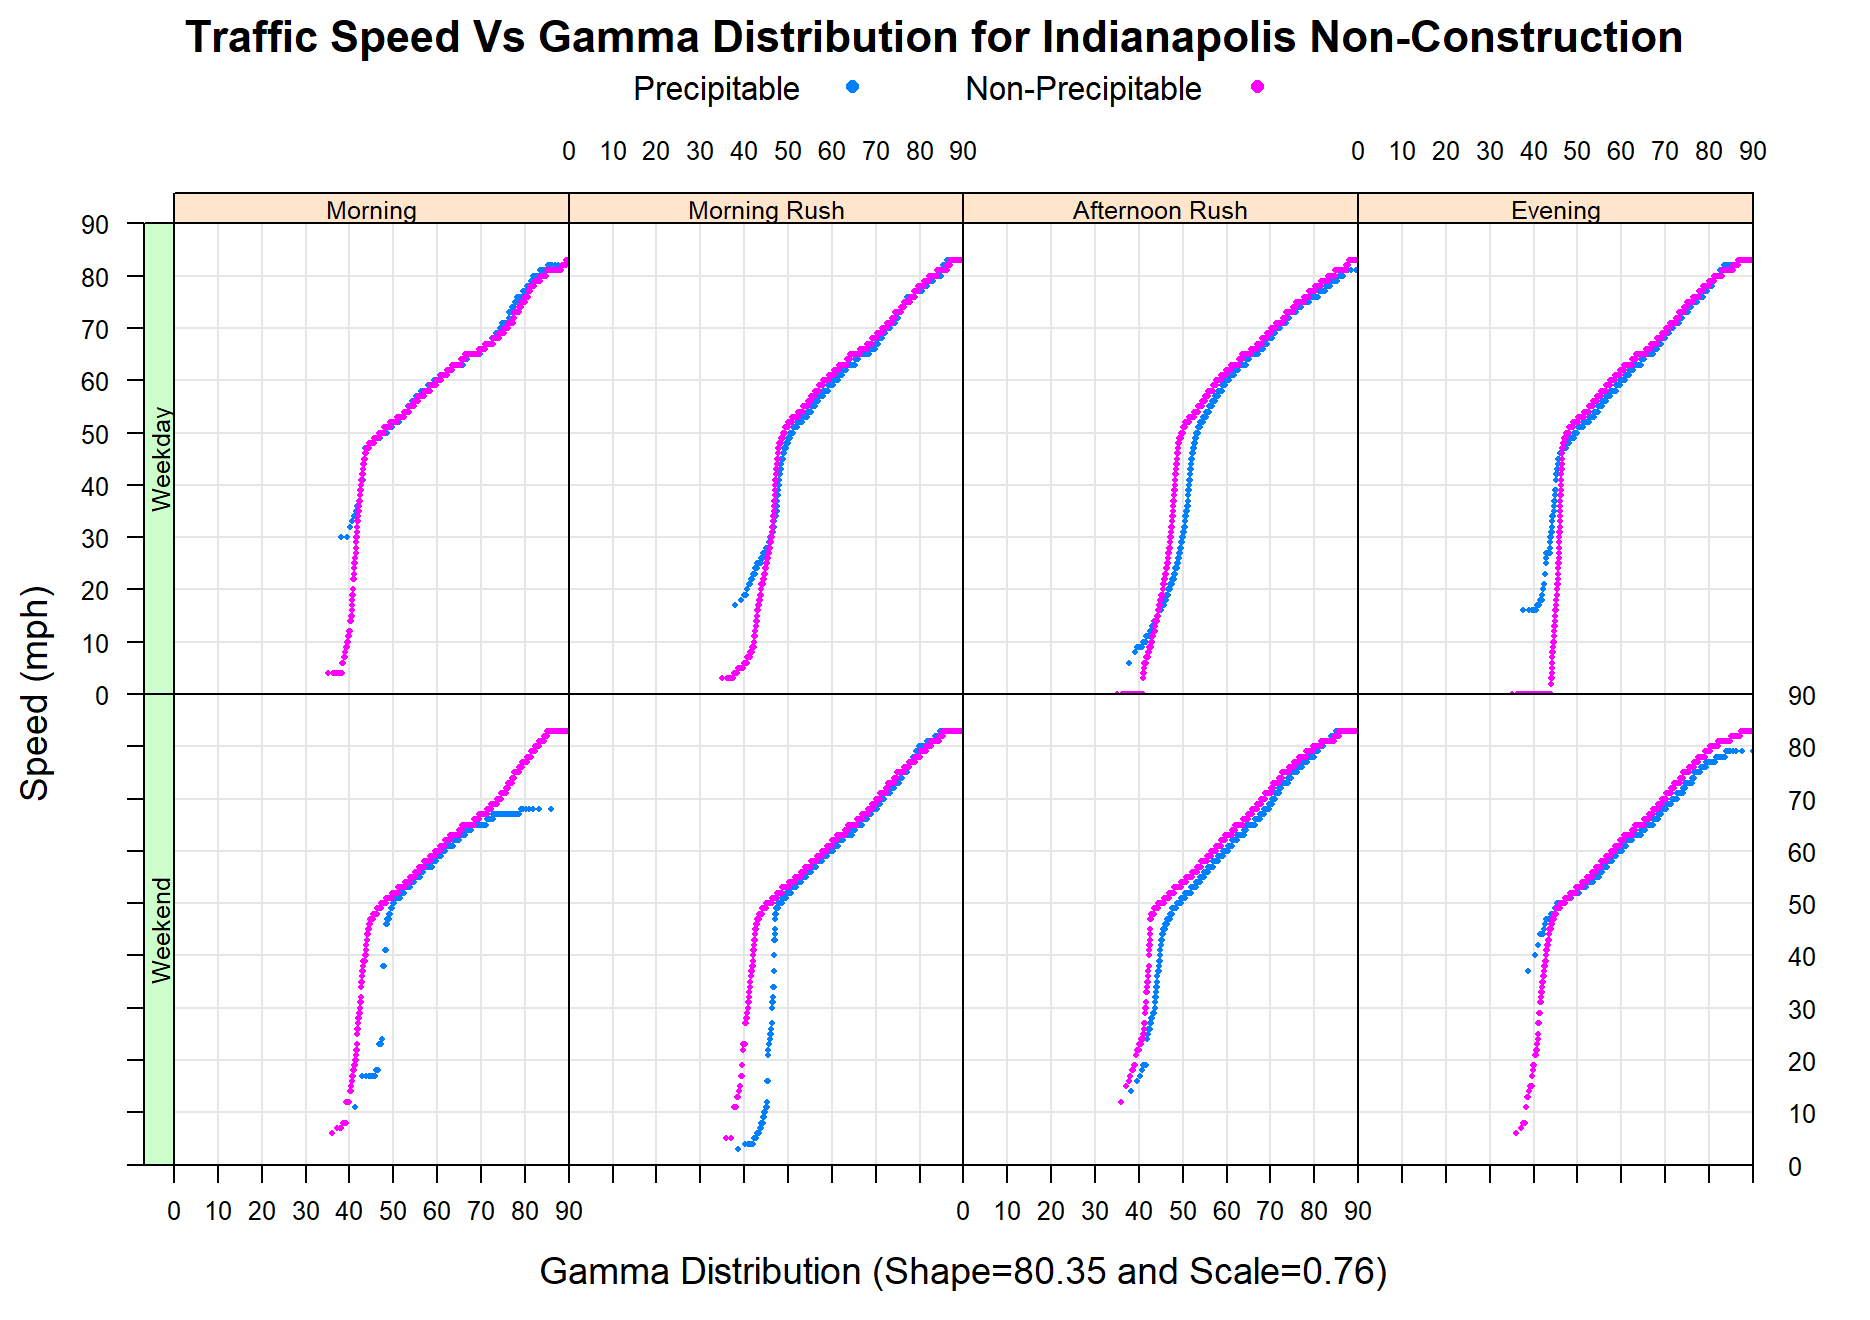 Traffic Speed Vs Gamma Distribution for Indianapolis Non-Construction
Precipitable Non-Precipitable
0 10 20 30 40 50 60 70 80 90 0 10 20 30 40 50 60 70 80 90
Morning Morning Rush Afternoon Rush Evening
90
80
70
60
50
40
30
20
10
0
Weekday
Speed (mph)
Weekend
90
80
70
60
50
40
30
20
10
0
0 10 20 30 40 50 60 70 80 90 0 10 20 30 40 50 60 70 80 90
Gamma Distribution (Shape=80.35 and Scale=0.76)